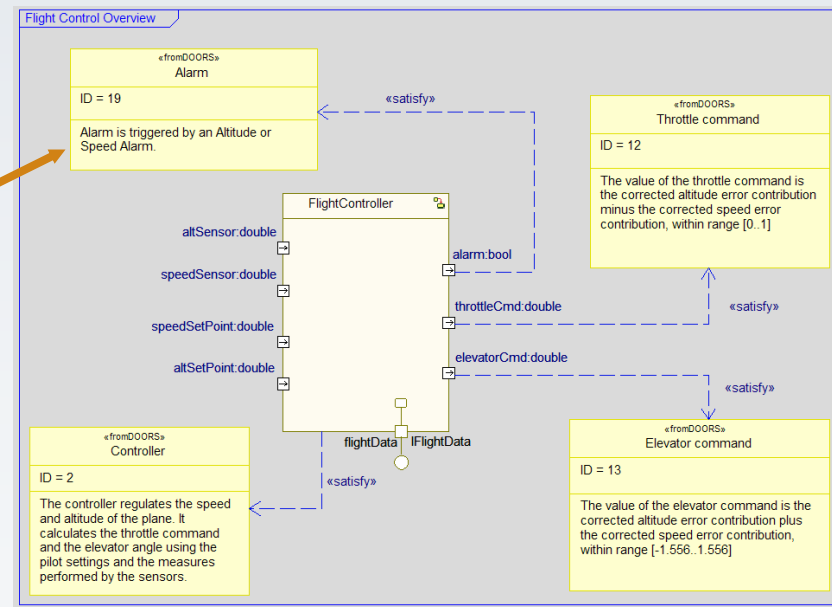 Flight Control Overview
«fromDOORS»
Alarm
ID = 19
Alarm is triggered by an Altitude or
Speed Alarm.
«satisfy»
«fromDOORS»
Throttle command
ID = 12
The value of the throttle command is
the corrected altitude error contribution
minus the corrected speed error
contribution, within range [0..1]
FlightController
altSensor:double
speedSensor:double
speedSetPoint:double
altSetPoint:double
alarm:bool
throttleCmd:double
«satisfy»
elevatorCmd:double
«satisfy»
flightData
IFlightData
«satisfy»
«fromDOORS»
Controller
ID = 2
The controller regulates the speed
and altitude of the plane. It
calculates the throttle command
and the elevator angle using the
pilot settings and the measures
performed by the sensors.
«fromDOORS»
Elevator command
ID = 13
The value of the elevator command is the
corrected altitude error contribution plus
the corrected speed error contribution,
within range [-1.556..1.556]